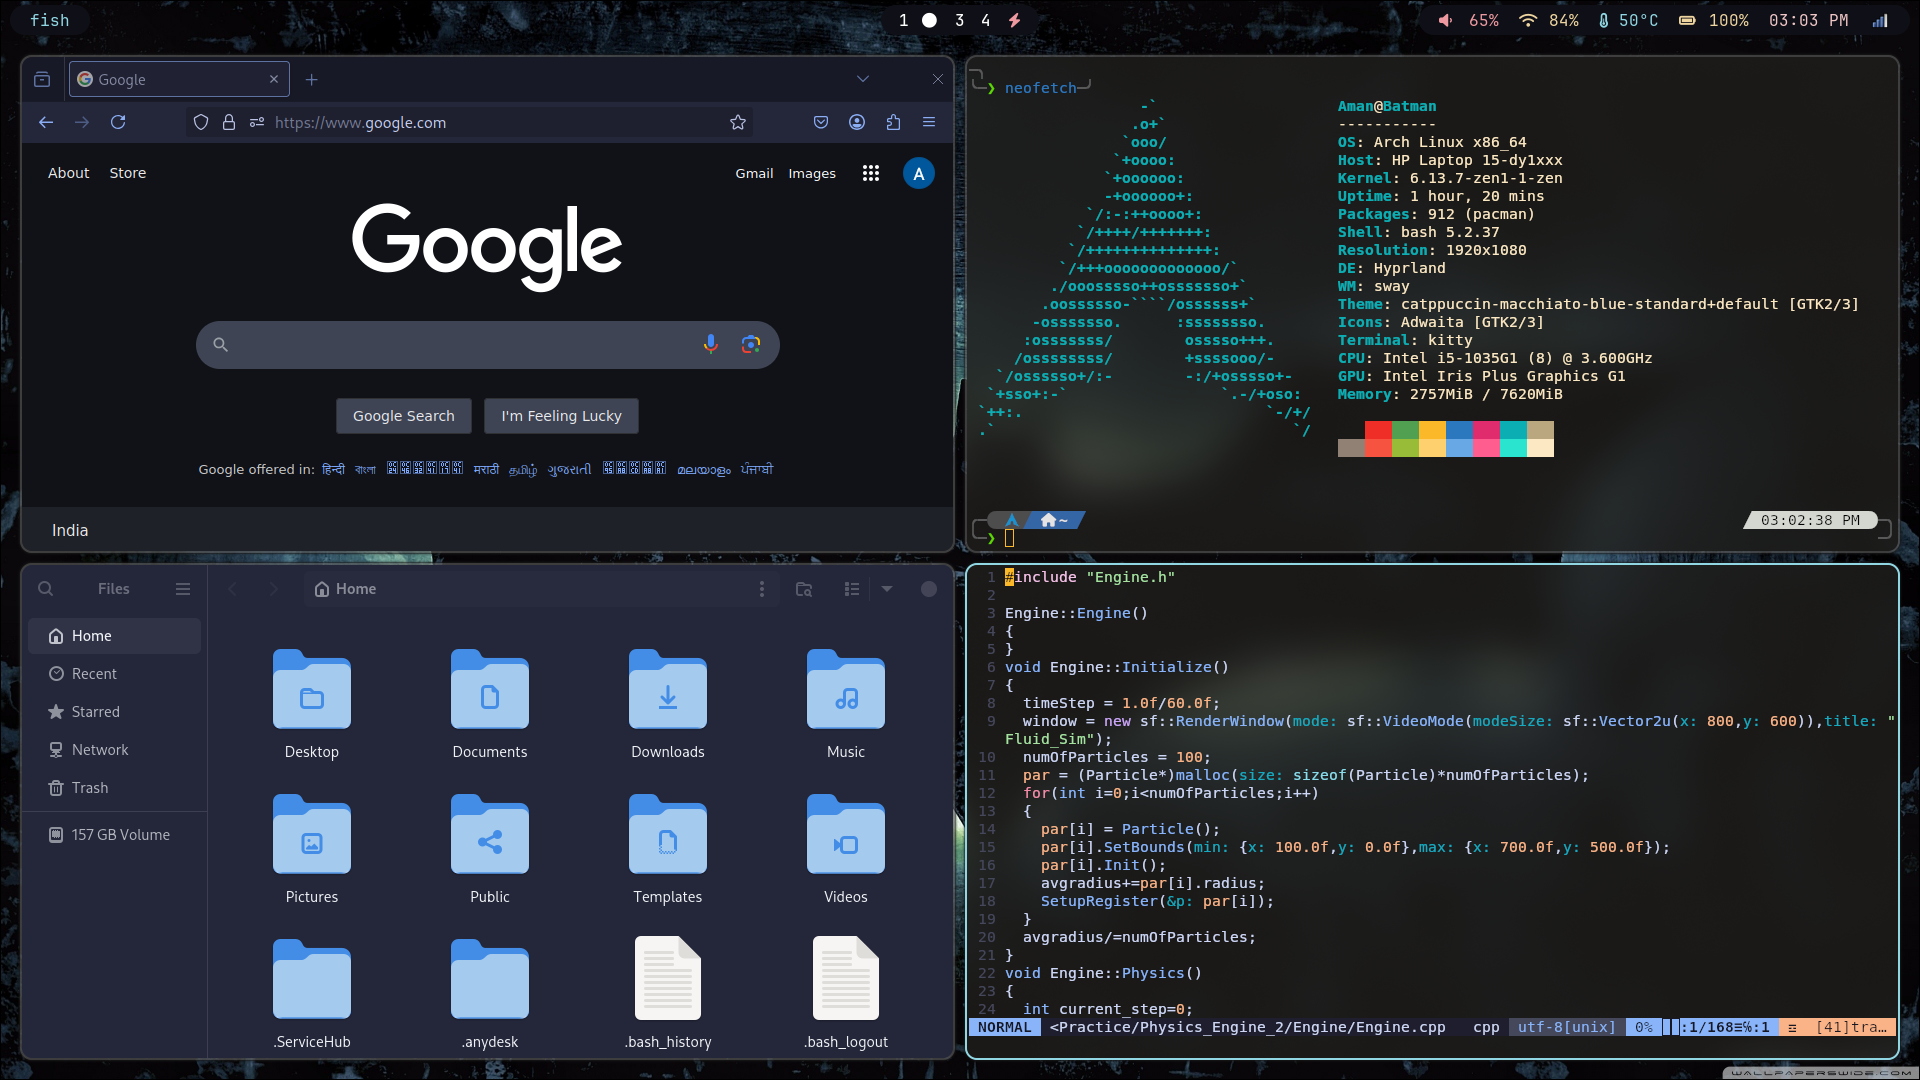 fish
1 3 4
65% 84% 50°C 100% 03:03 PM
Google
https://www.google.com
About Store
Gmail Images
A
Google
Google Search I'm Feeling Lucky
Google offered in: हिन्दी বাংলা मराठी தமிழ் ગુજરાતી മലയാളം ਪੰਜਾਬੀ
India
❯ neofetch
-`
.o+`
`ooo/
`+oooo:
`+oooooo:
-+oooooo+:
`/:-:++oooo+:
`/++++/+++++++:
`/++++++++++++++:
`/+++ooooooooooooo/`
./ooosssso++osssssso+`
.oossssso-````/ossssss+`
-osssssso. :ssssssso.
:osssssss/ osssso+++.
/ossssssss/ +ssssooo/-
`/ossssso+/:- -:/+osssso+-
`+sso+:-` `.-/+oso:
`++:. `-/+/
.` `/
Aman@Batman
-----------
OS: Arch Linux x86_64
Host: HP Laptop 15-dy1xxx
Kernel: 6.13.7-zen1-1-zen
Uptime: 1 hour, 20 mins
Packages: 912 (pacman)
Shell: bash 5.2.37
Resolution: 1920x1080
DE: Hyprland
WM: sway
Theme: catppuccin-macchiato-blue-standard+default [GTK2/3]
Icons: Adwaita [GTK2/3]
Terminal: kitty
CPU: Intel i5-1035G1 (8) @ 3.600GHz
GPU: Intel Iris Plus Graphics G1
Memory: 2757MiB / 7620MiB
~ 03:02:38 PM
❯
Files
Home
Home
Recent
Starred
Network
Trash
157 GB Volume
Desktop Documents Downloads Music
Pictures Public Templates Videos
.ServiceHub .anydesk .bash_history .bash_logout
1 #include "Engine.h"
2
3 Engine::Engine()
4 {
5 }
6 void Engine::Initialize()
7 {
8 timeStep = 1.0f/60.0f;
9 window = new sf::RenderWindow(mode: sf::VideoMode(modeSize: sf::Vector2u(x: 800,y: 600)),title: "
Fluid_Sim");
10 numOfParticles = 100;
11 par = (Particle*)malloc(size: sizeof(Particle)*numOfParticles);
12 for(int i=0;i<numOfParticles;i++)
13 {
14 par[i] = Particle();
15 par[i].SetBounds(min: {x: 100.0f,y: 0.0f},max: {x: 700.0f,y: 500.0f});
16 par[i].Init();
17 avgradius+=par[i].radius;
18 SetupRegister(&p: par[i]);
19 }
20 avgradius/=numOfParticles;
21 }
22 void Engine::Physics()
23 {
24 int current_step=0;
NORMAL <Practice/Physics_Engine_2/Engine/Engine.cpp cpp utf-8[unix] 0% :1/168≡℅:1 [41]tra…
WALLPAPERSWIDE.COM